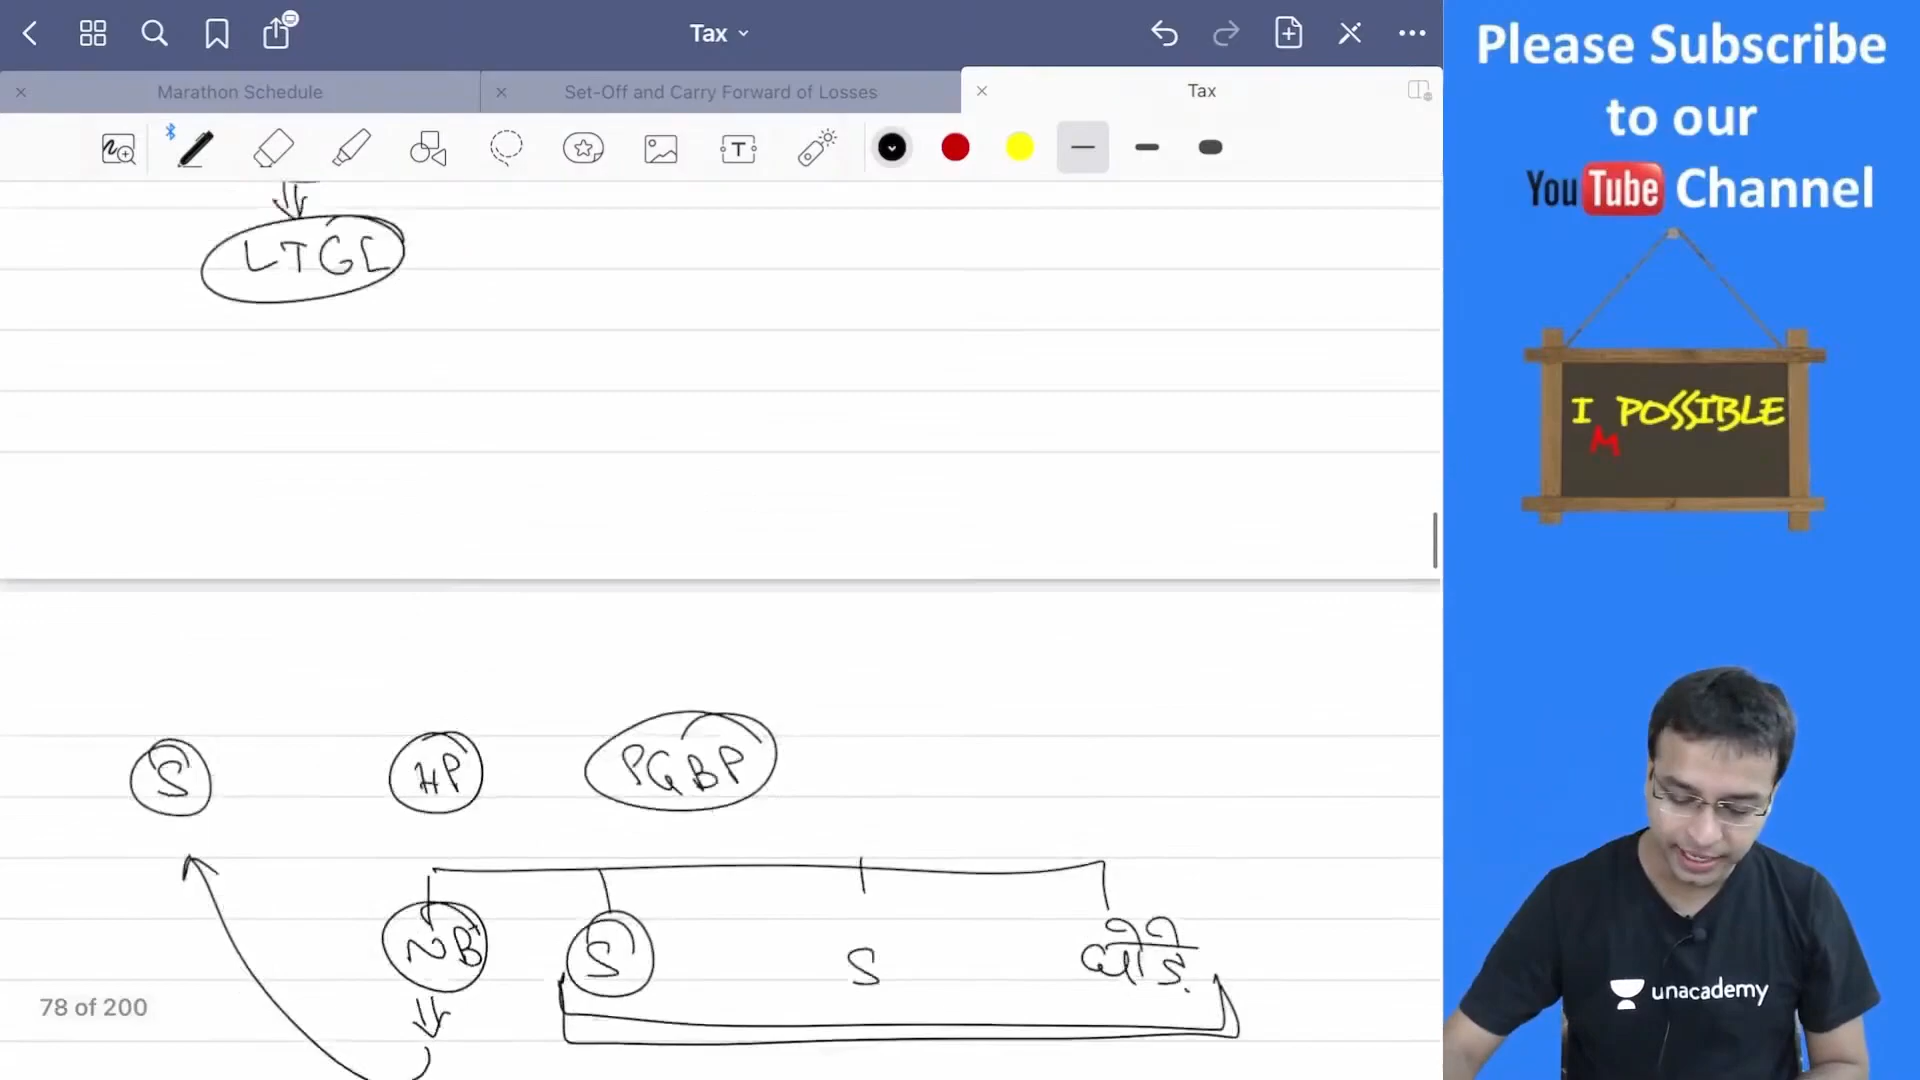 Tax
Marathon Schedule
Set-Off and Carry Forward of Losses
Tax
T
LTGL
S
HP
PGBP
NB
S
S
78 of 200
Please Subscribe
to our
YouTube Channel
I POSSIBLE
M
unacademy